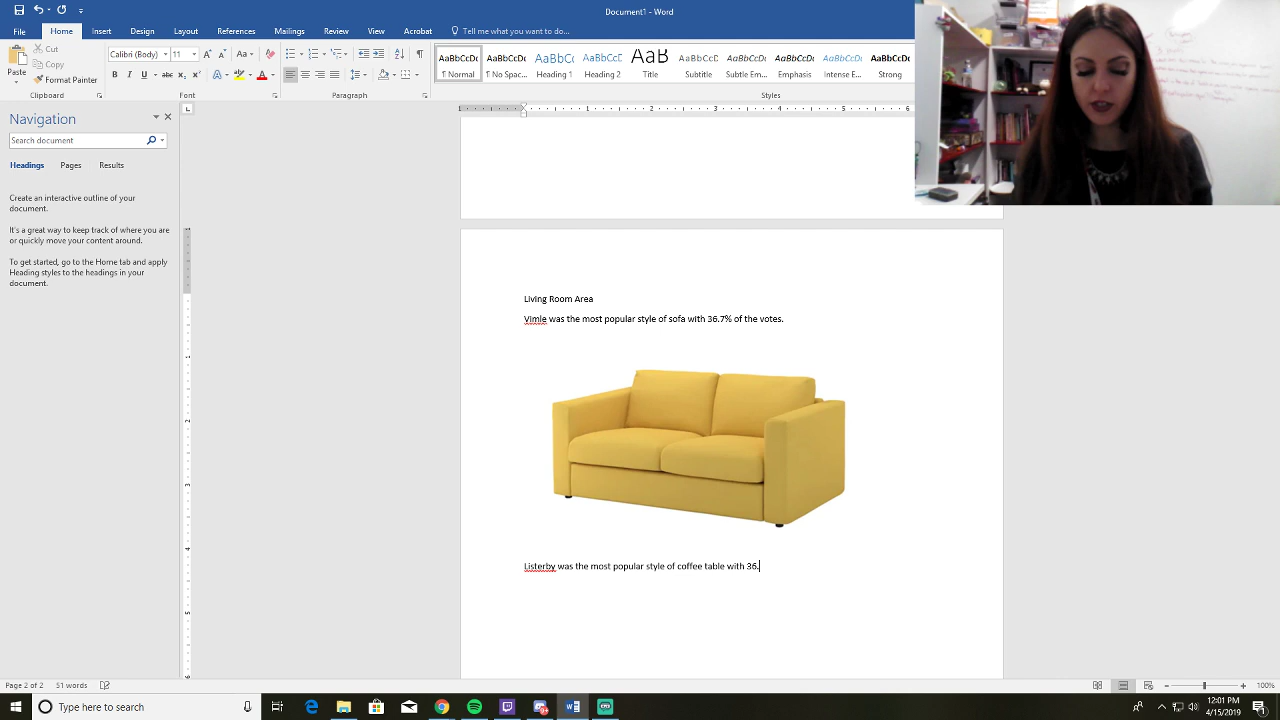 Document1 - Word
File Home Insert Design Layout References Mailings Review View Acrobat Tell me what you want to do...
Paste
Cut
Copy
Format Painter
Clipboard
Calibri (Body) 11
Font
Paragraph
AaBbCcDc AaBbCcDc AaBbCc AaBbCcC AaB AaBbCcD AaBbCcDc AaBbCcDc AaBbCcDc AaBbCcDc
¶ Normal ¶ No Spac... Heading 1 Heading 2 Title Subtitle Subtle Em... Emphasis
Styles
Navigation
Search document
Headings Pages Results
Create an interactive outline of your
document.
It's a great way to keep track of where you are
or quickly move your content around.
To get started, go to the Home tab and apply
Heading styles to the headings in your
document.
Living Room Area
Vimle was the most popular style of sofa with 36.7% of the votes.
Listerby was the most popular style of coffee table with 36.
Page 2 of 2 51 words
100%
Type here to search
12:01 PM
4/15/2019